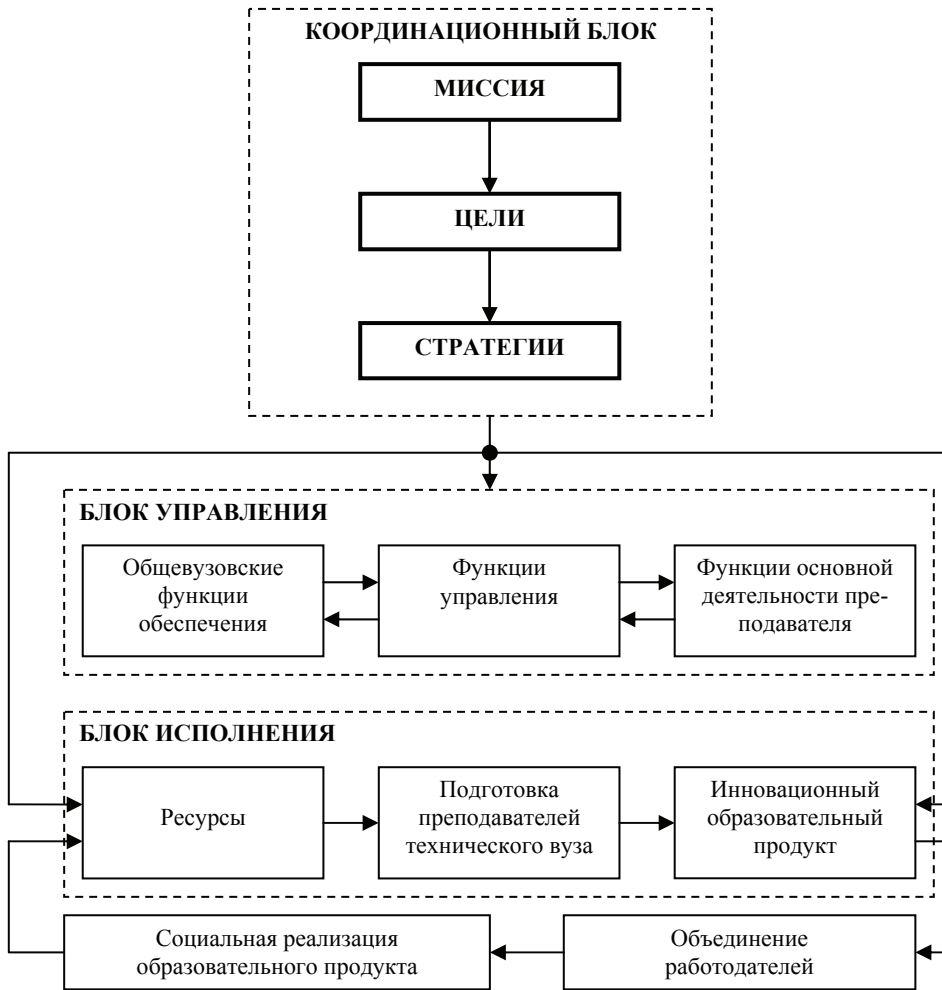 КООРДИНАЦИОННЫЙ БЛОК
МИССИЯ
ЦЕЛИ
СТРАТЕГИИ
БЛОК УПРАВЛЕНИЯ
Общевузовские
функции
обеспечения
Функции
управления
Функции основной
деятельности пре-
подавателя
БЛОК ИСПОЛНЕНИЯ
Ресурсы
Подготовка
преподавателей
технического вуза
Инновационный
образовательный
продукт
Социальная реализация
образовательного продукта
Объединение
работодателей